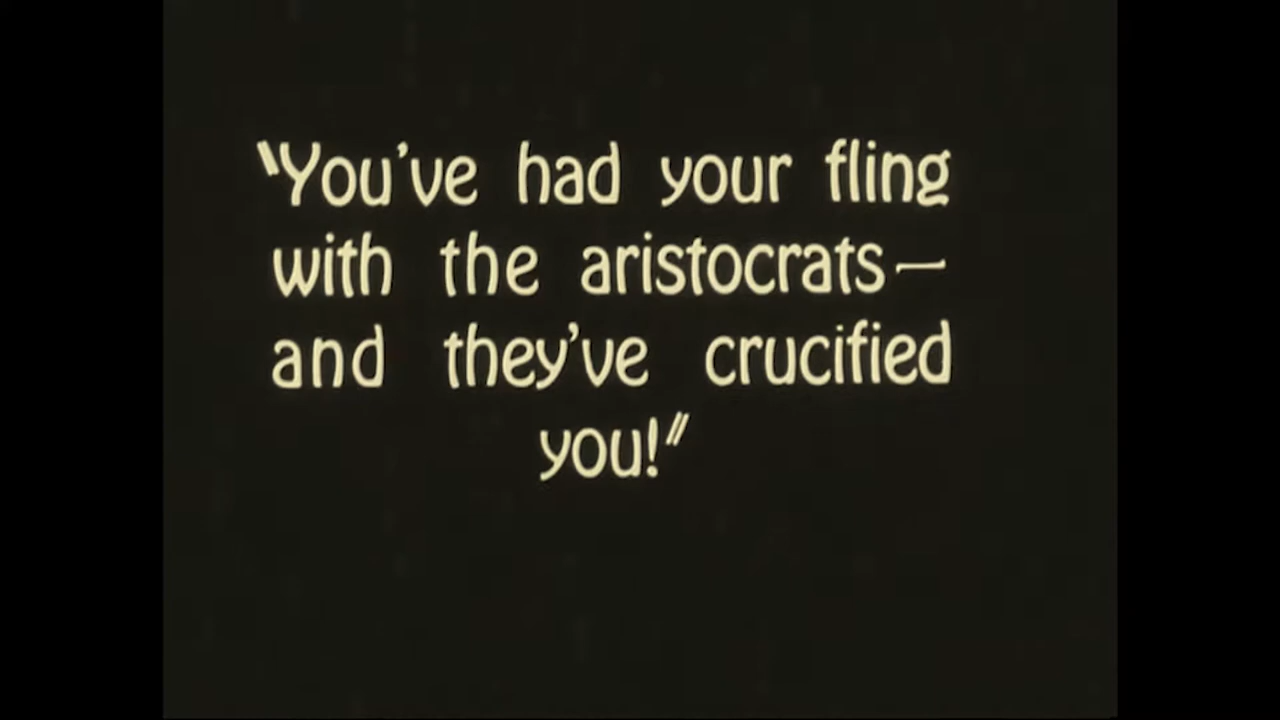 "You've had your fling
with the aristocrats—
and they've crucified
you!"